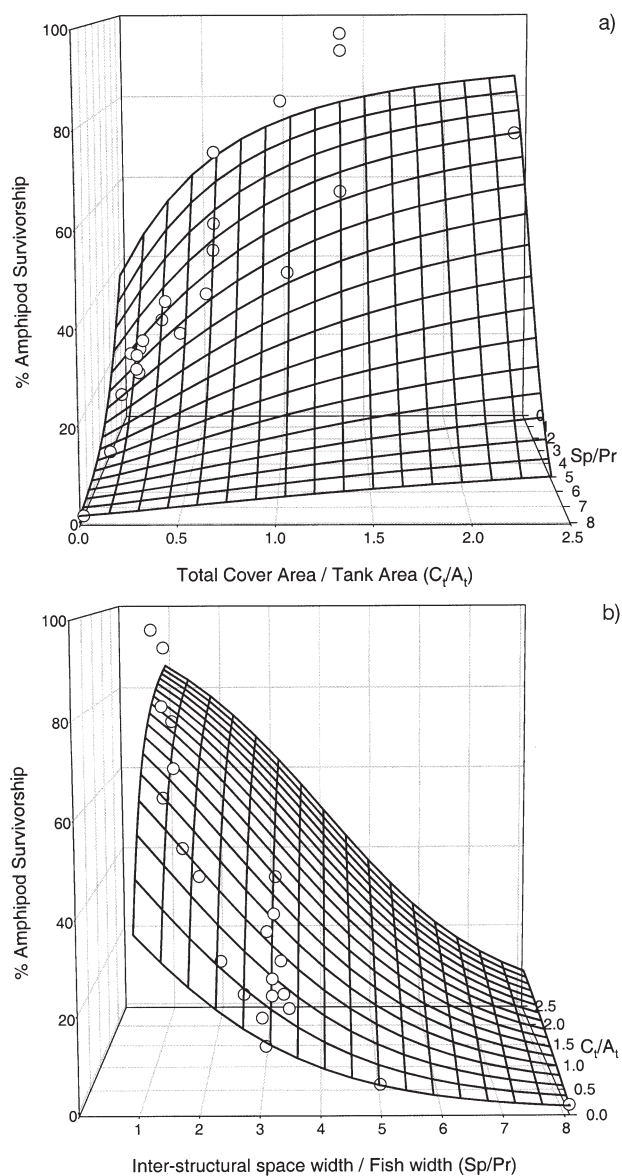 a)
100
80
60
40
20
0
% Amphipod Survivorship
0
1
2
3
4
5
6
7
8
Sp/Pr
0.0 0.5 1.0 1.5 2.0 2.5
Total Cover Area / Tank Area (Ct/At)
b)
100
80
60
40
20
0
% Amphipod Survivorship
2.5
2.0
1.5
1.0
0.5
0.0
Ct/At
1 2 3 4 5 6 7 8
Inter-structural space width / Fish width (Sp/Pr)